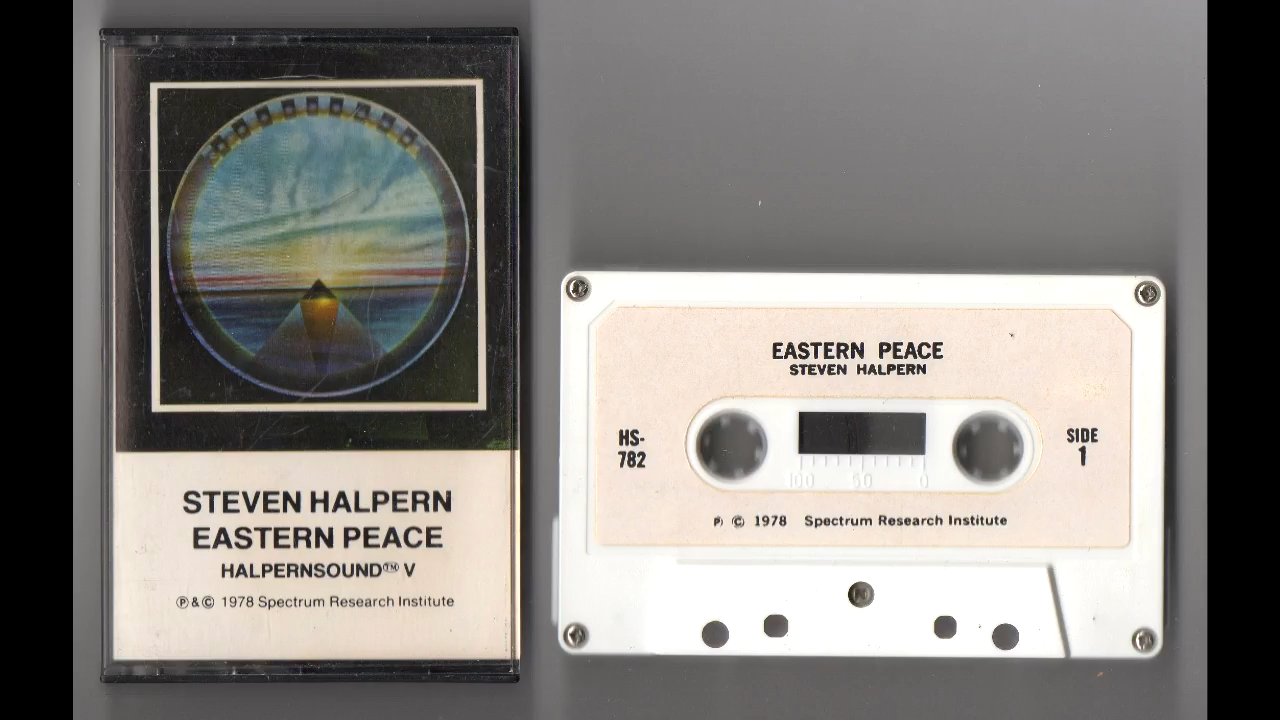 STEVEN HALPERN
EASTERN PEACE
HALPERNSOUND™ V
℗ & © 1978 Spectrum Research Institute
EASTERN PEACE
STEVEN HALPERN
HS-
782
SIDE
1
100 50 0
℗ © 1978 Spectrum Research Institute